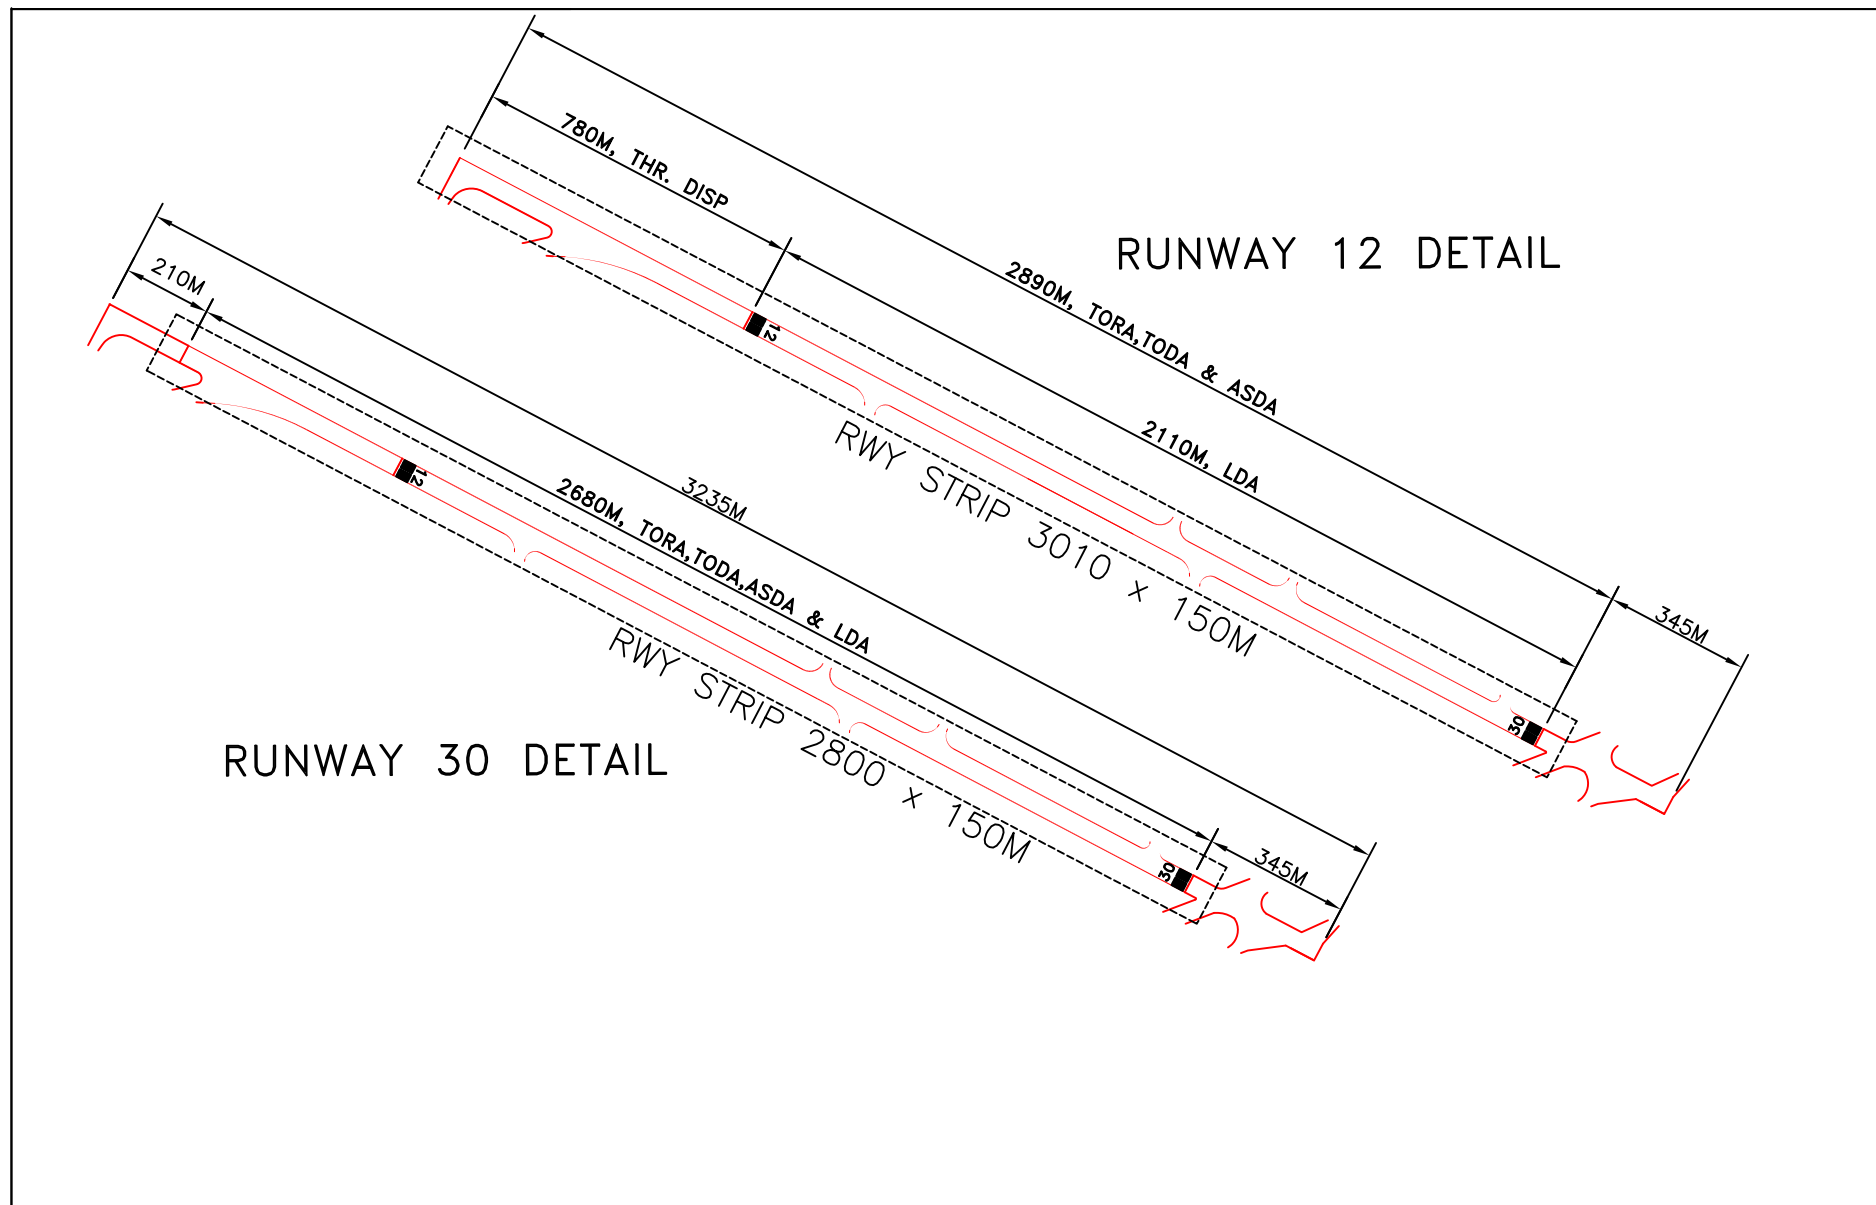 780M, THR. DISP
2890M, TORA,TODA & ASDA
RUNWAY 12 DETAIL
2110M, LDA
12
RWY STRIP 3010 x 150M
345M
30
210M
3235M
2680M, TORA,TODA,ASDA & LDA
12
RWY STRIP 2800 x 150M
RUNWAY 30 DETAIL
345M
30